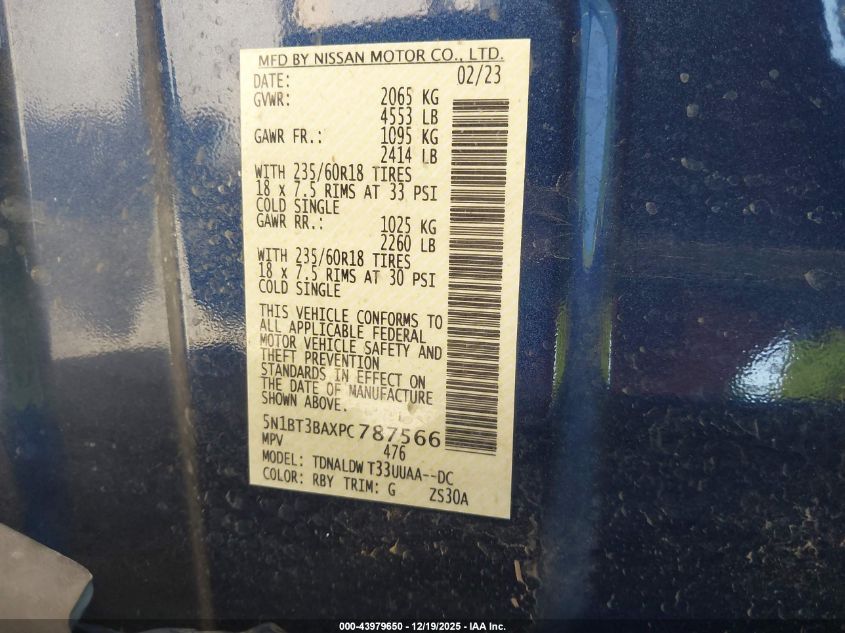 MFD BY NISSAN MOTOR CO., LTD.
DATE: 02/23
GVWR: 2065 KG
4553 LB
GAWR FR.: 1095 KG
2414 LB
WITH 235/60R18 TIRES
18 x 7.5 RIMS AT 33 PSI
COLD SINGLE
GAWR RR.: 1025 KG
2260 LB
WITH 235/60R18 TIRES
18 x 7.5 RIMS AT 30 PSI
COLD SINGLE
THIS VEHICLE CONFORMS TO
ALL APPLICABLE FEDERAL
MOTOR VEHICLE SAFETY AND
THEFT PREVENTION
STANDARDS IN EFFECT ON
THE DATE OF MANUFACTURE
SHOWN ABOVE.
5N1BT3BAXPC787566
MPV 476
MODEL: TDNALDW T33UUAA--DC
COLOR: RBY TRIM: G ZS30A
000-43979650 - 12/19/2025 - IAA Inc.